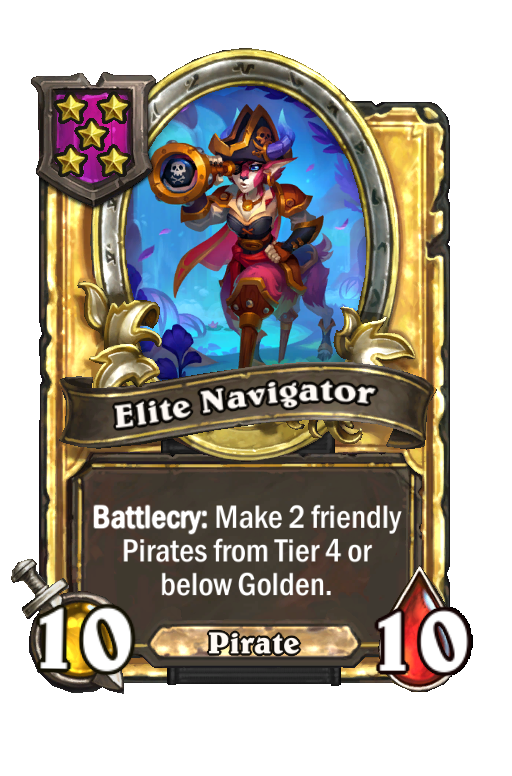 Elite Navigator
Battlecry: Make 2 friendly
Pirates from Tier 4 or
below Golden.
10
Pirate
10